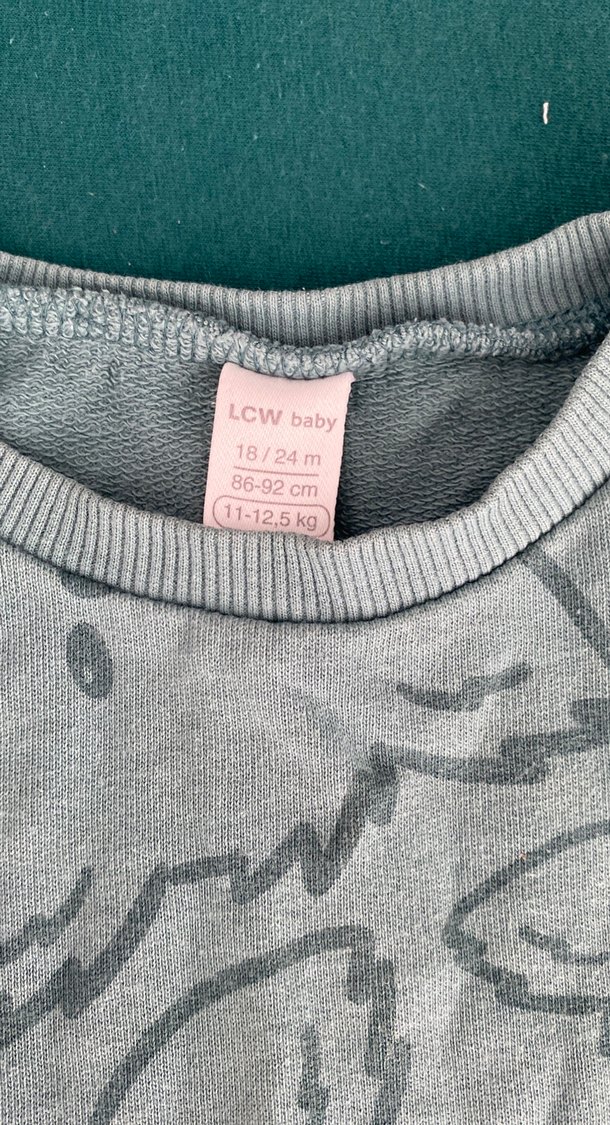 LCW baby
18 / 24 m
86-92 cm
11-12,5 kg